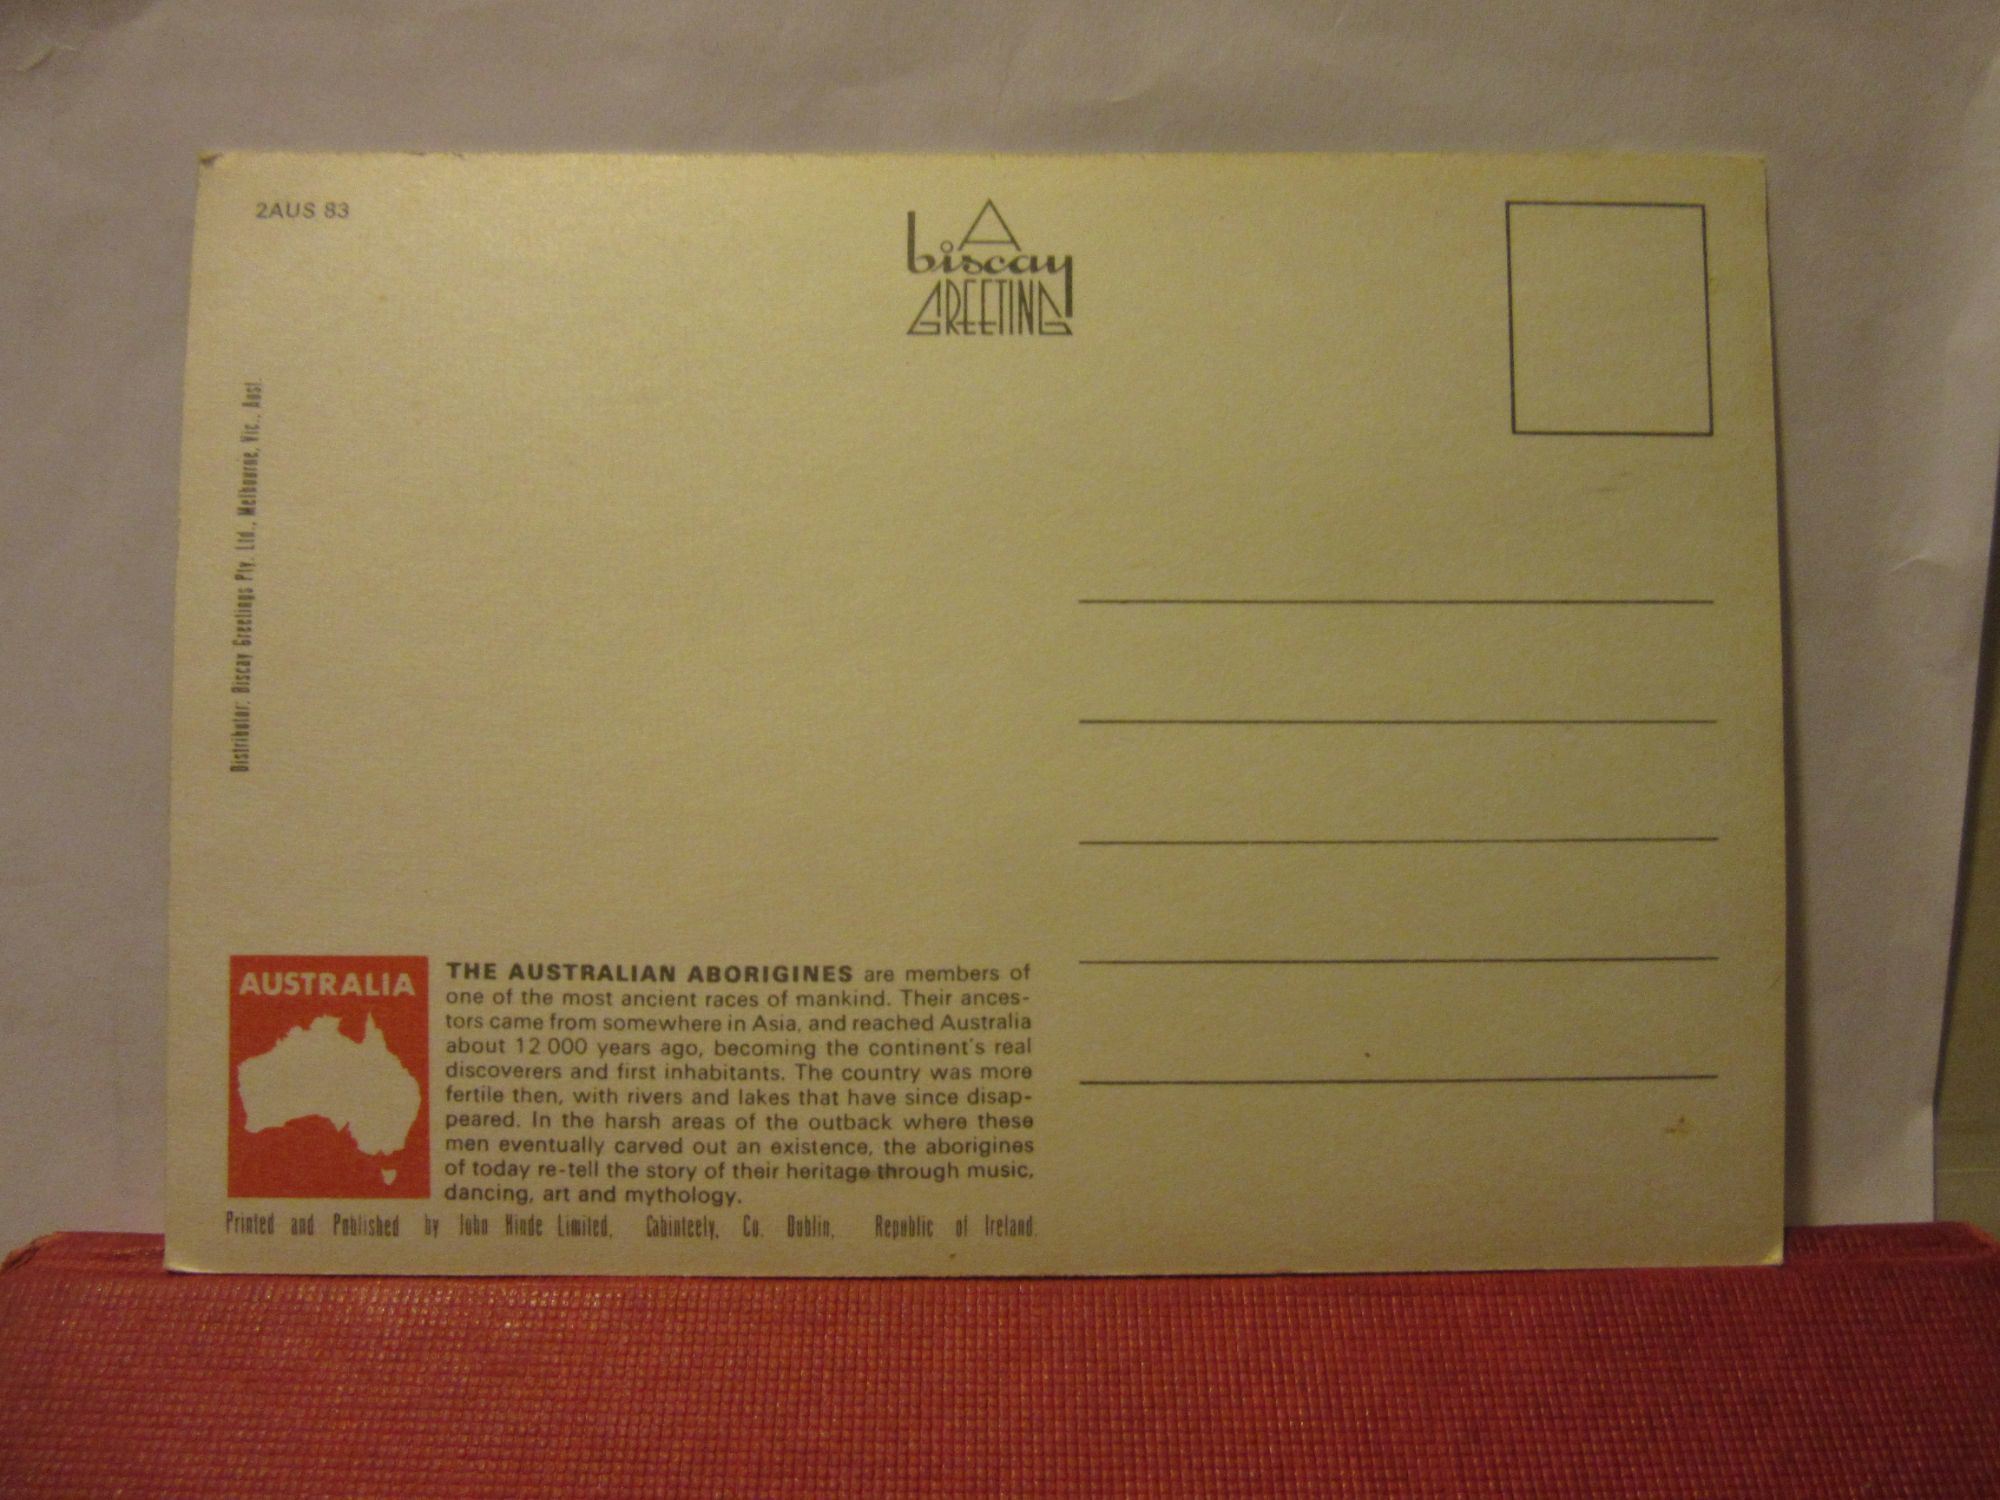 2AUS 83
A
biscay
GREETING
Distributor: Biscay Greetings Pty. Ltd., Melbourne, Vic., Aust.
AUSTRALIA
THE AUSTRALIAN ABORIGINES are members of
one of the most ancient races of mankind. Their ances-
tors came from somewhere in Asia, and reached Australia
about 12 000 years ago, becoming the continent's real
discoverers and first inhabitants. The country was more
fertile then, with rivers and lakes that have since disap-
peared. In the harsh areas of the outback where these
men eventually carved out an existence, the aborigines
of today re-tell the story of their heritage through music,
dancing, art and mythology.
Printed and Published by John Hinde Limited, Cabinteely, Co. Dublin, Republic of Ireland.